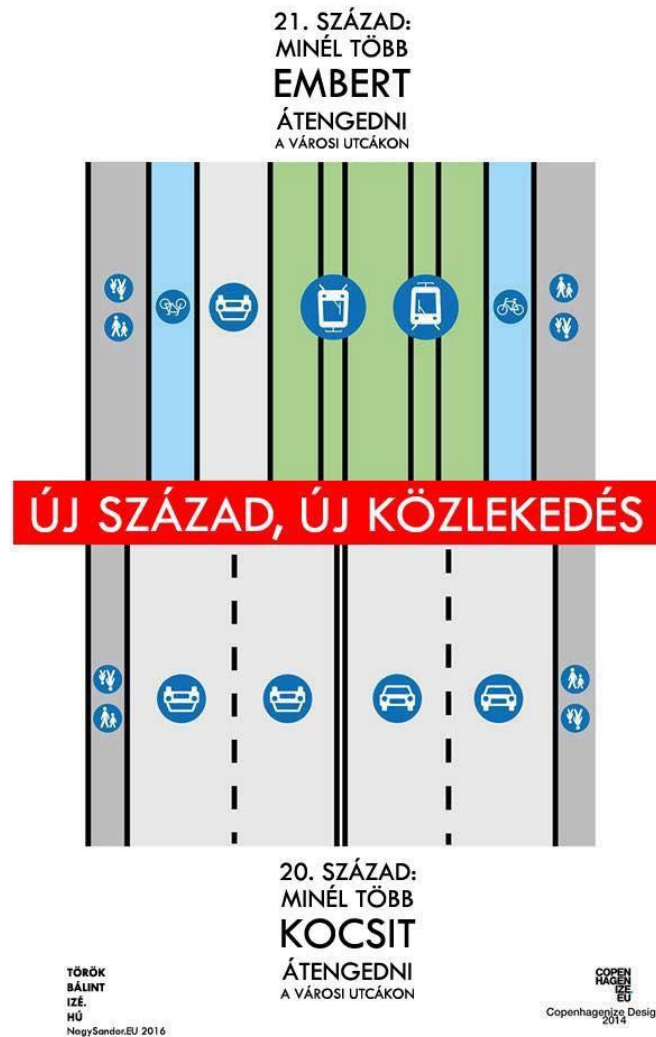 21. SZÁZAD:
MINÉL TÖBB
EMBERT
ÁTENGEDNI
A VÁROSI UTCÁKON
ÚJ SZÁZAD, ÚJ KÖZLEKEDÉS
20. SZÁZAD:
MINÉL TÖBB
KOCSIT
ÁTENGEDNI
A VÁROSI UTCÁKON
TÖRÖK
BÁLINT
IZÉ.
HÚ
NagySandor.EU 2016
COPEN
HAGEN
IZE
EU
Copenhagenize Desig
2014